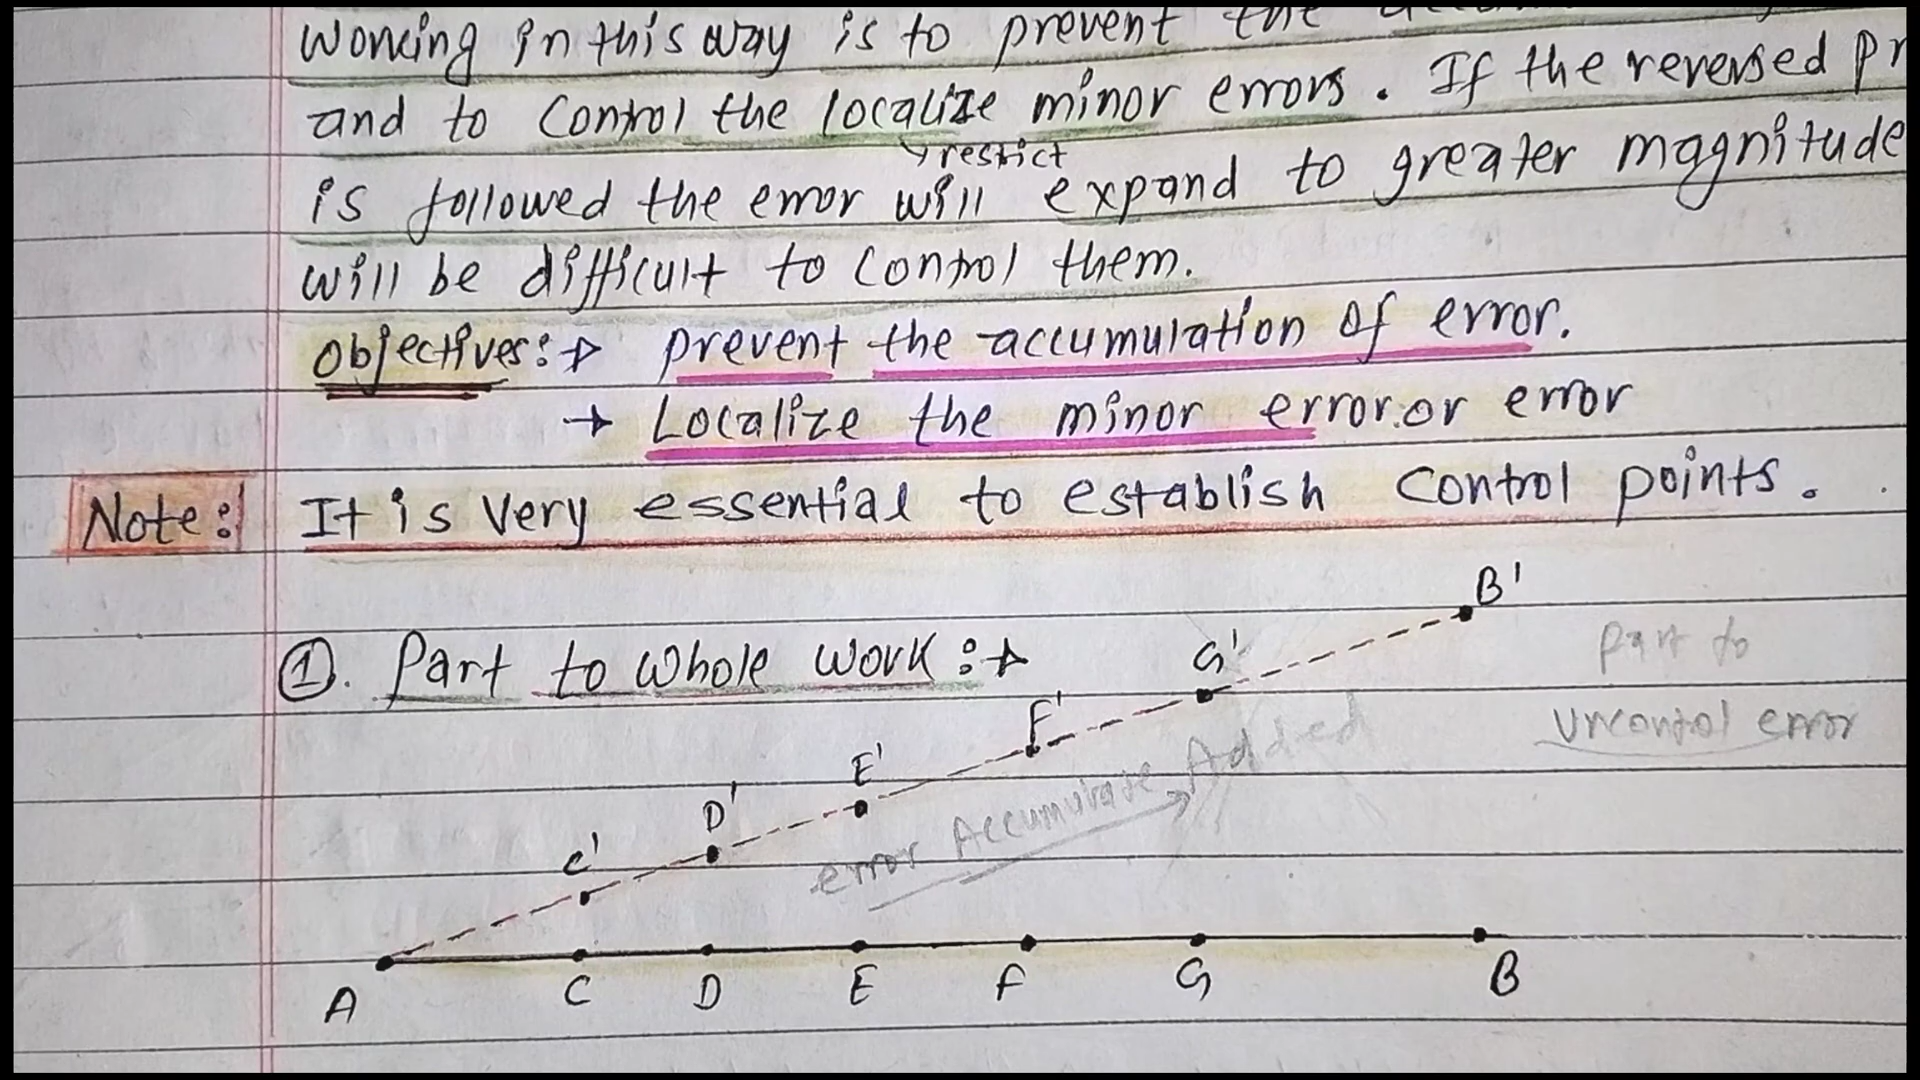 Working in this way is to prevent the
and to control the localize minor errors. If the reversed pr
→ restict
is followed the error will expand to greater magnitude
will be difficult to control them.
Objectives:→ prevent the accumulation of error.
→ Localize the minor error.or error
Note: It is very essential to establish control points.
B'
①. Part to whole work:→
G'
part to
F'
uncontol error
E'
D'
error Accumulate Added
C'
A C D E F G B